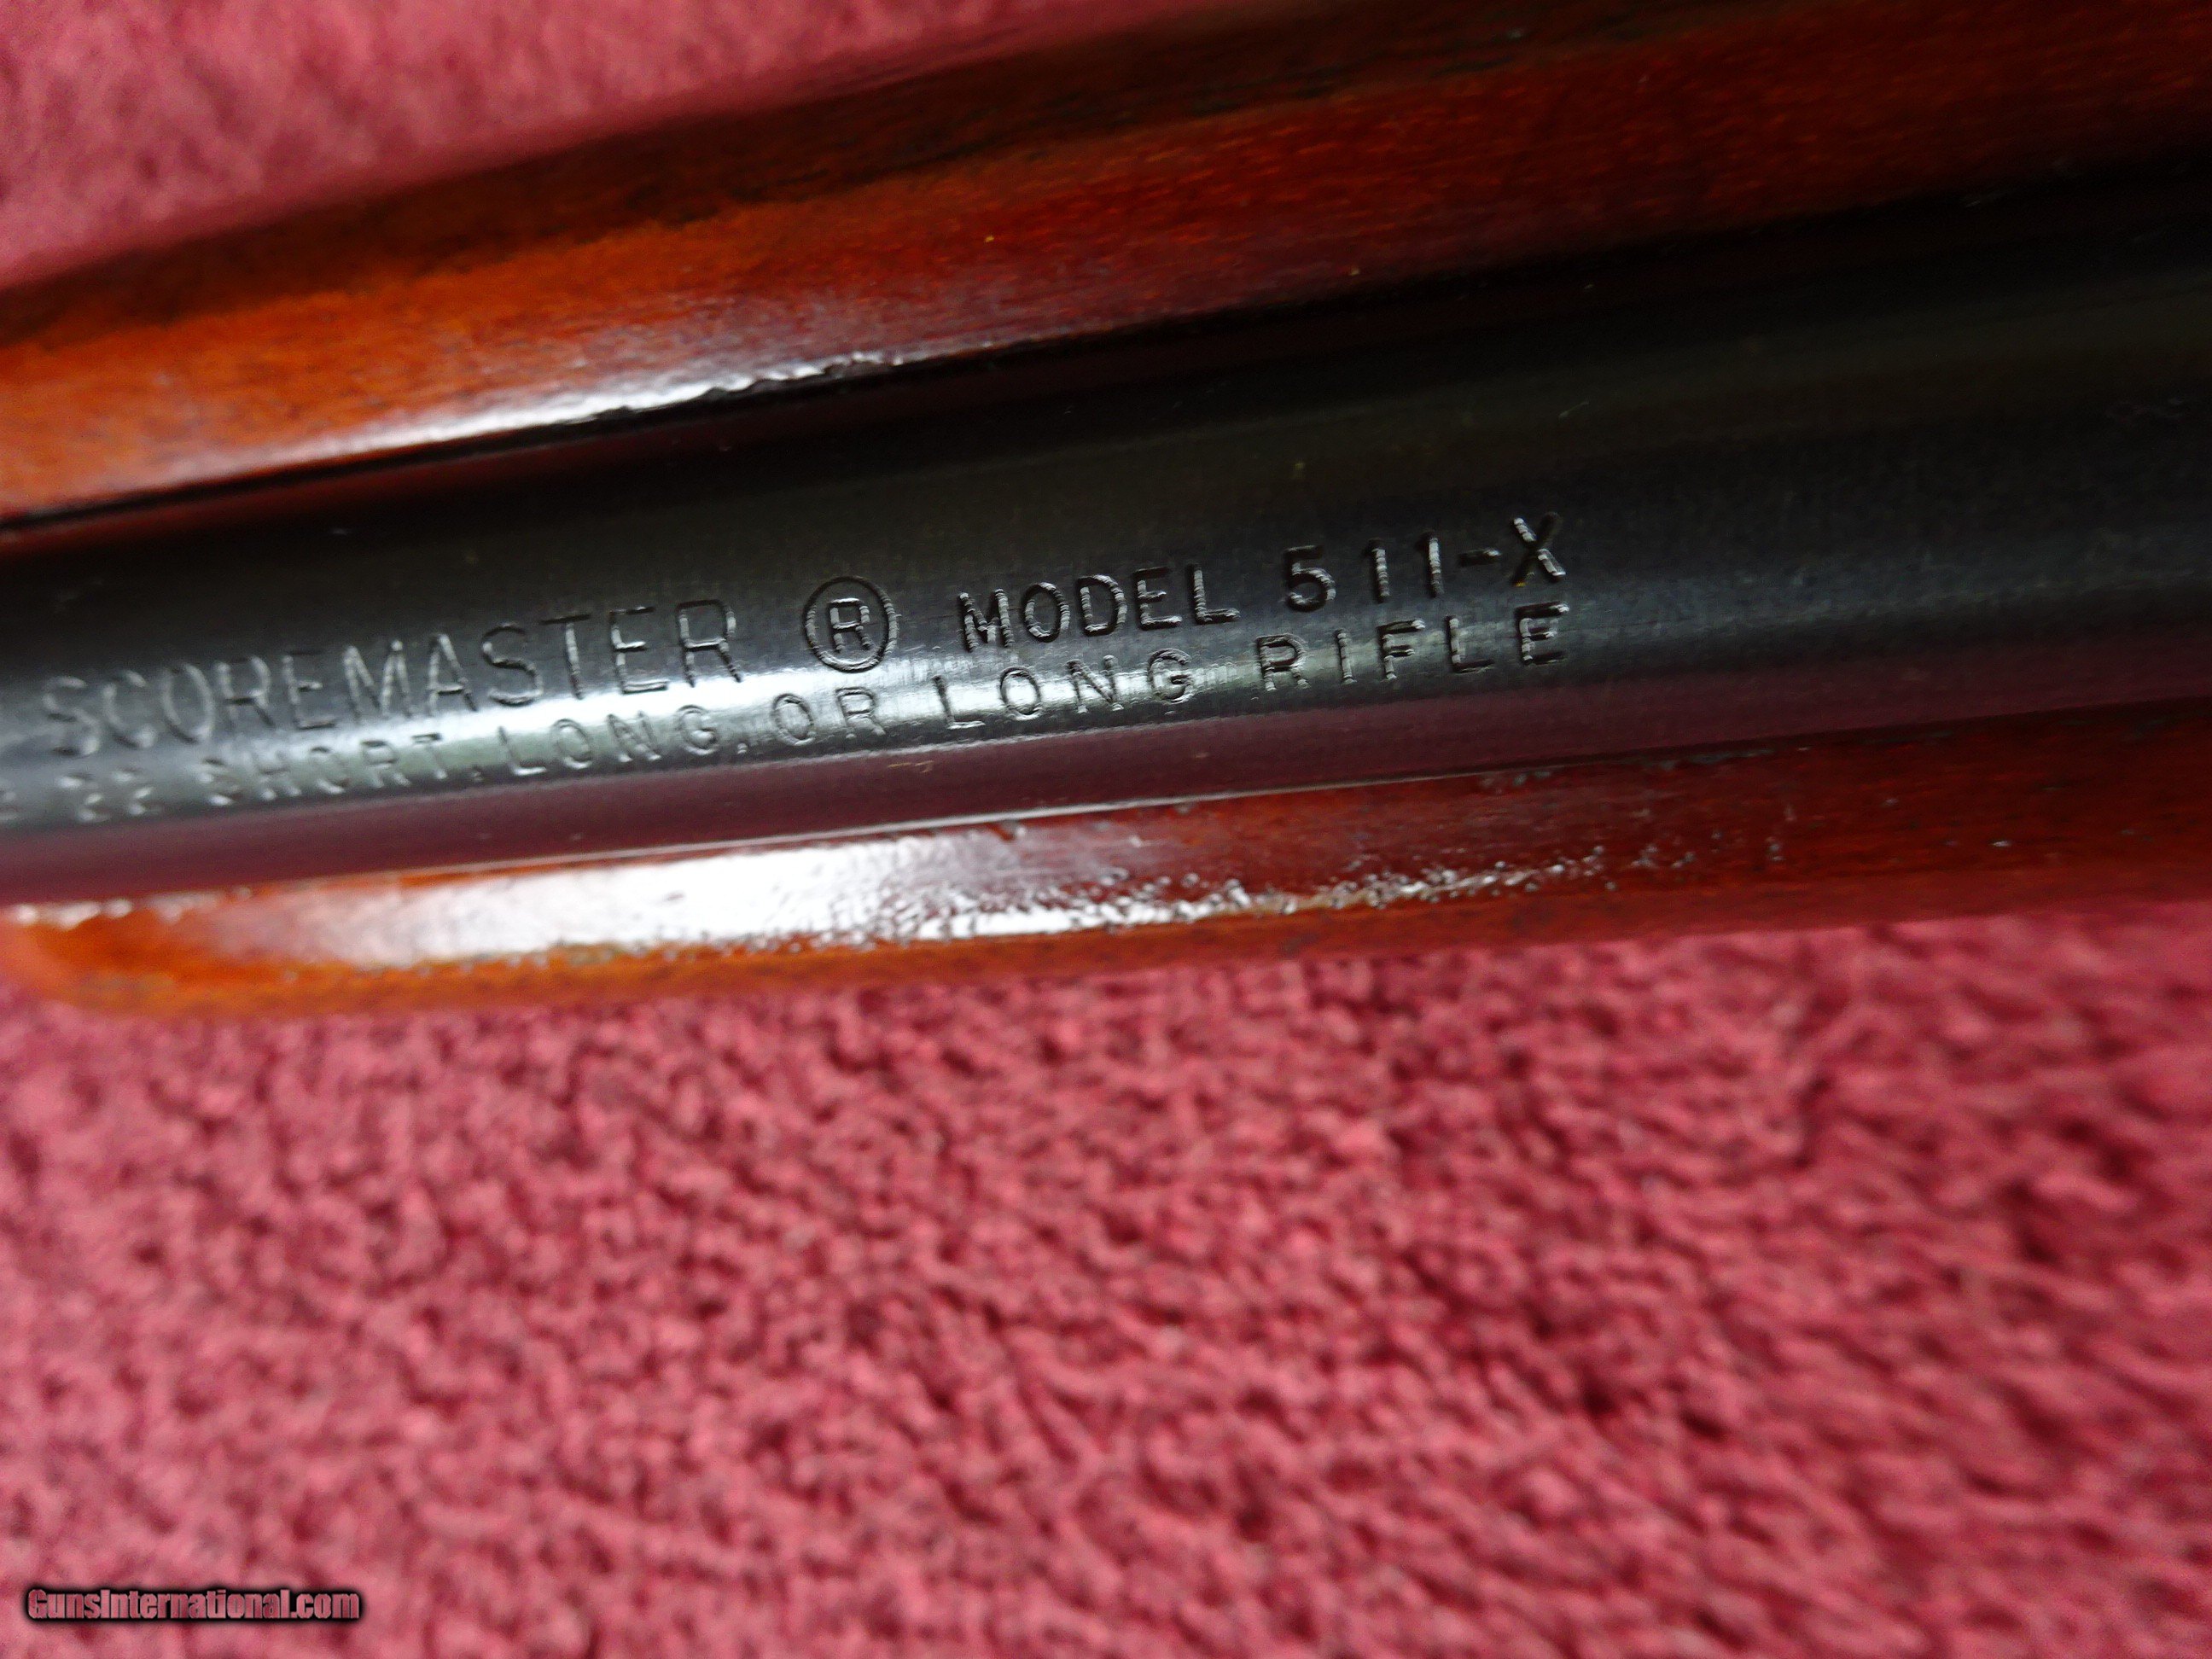 SCOREMASTER ® MODEL 511-X
22 SHORT, LONG, OR LONG RIFLE
GunsInternational.com